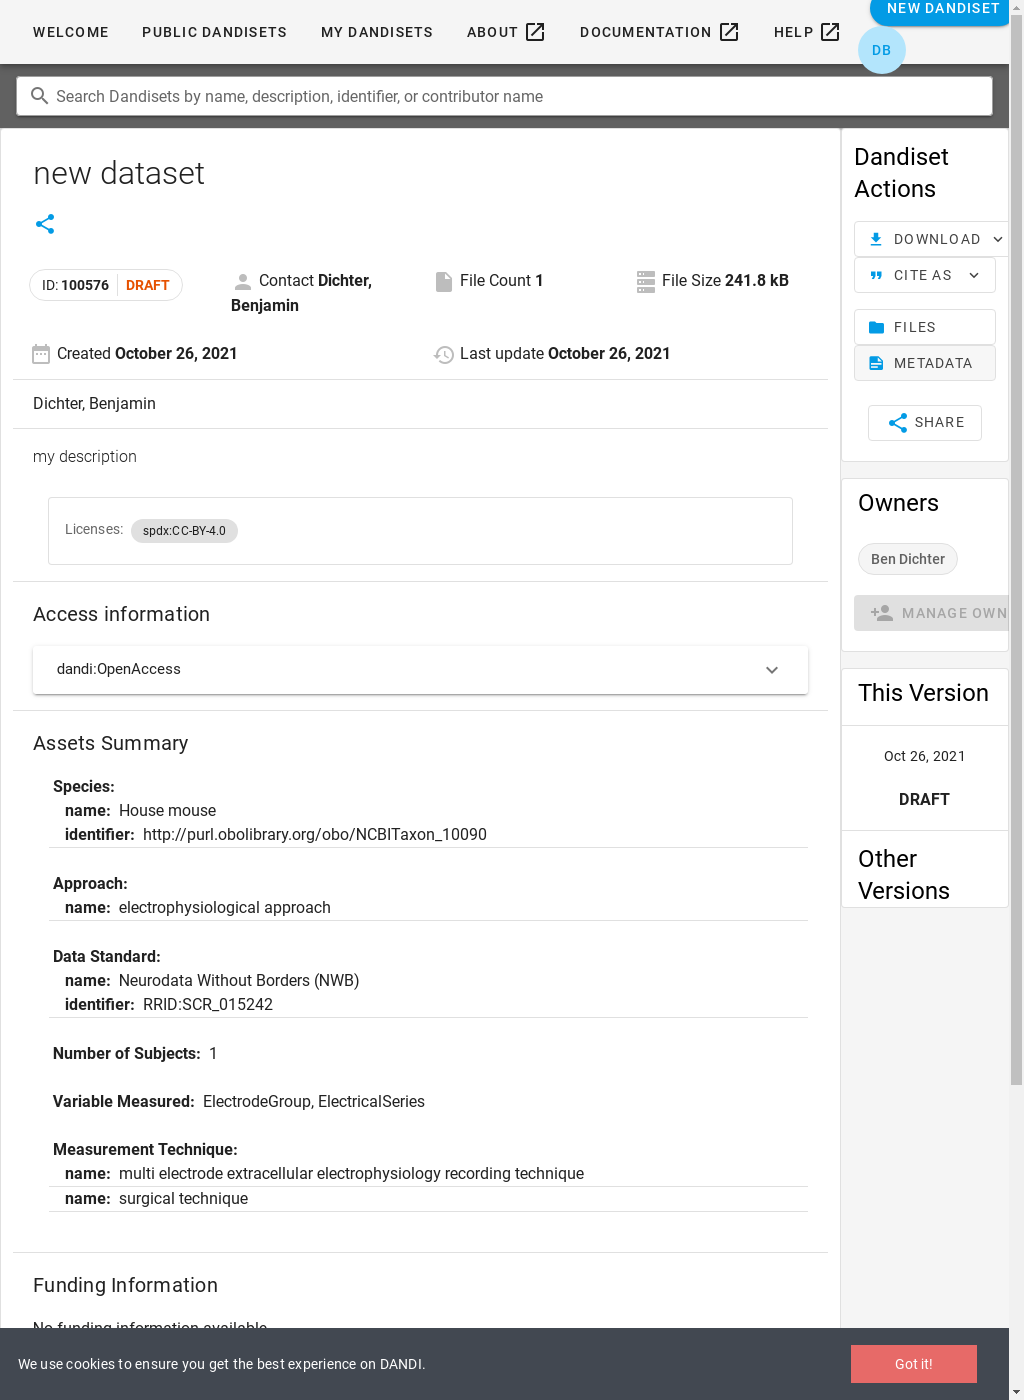 WELCOME
PUBLIC DANDISETS
MY DANDISETS
ABOUT
DOCUMENTATION
HELP
NEW DANDISET
DB
Search Dandisets by name, description, identifier, or contributor name
new dataset
ID: 100576 DRAFT
Contact Dichter,
Benjamin
File Count 1
File Size 241.8 kB
Created October 26, 2021
Last update October 26, 2021
Dichter, Benjamin
my description
Licenses: spdx:CC-BY-4.0
Access information
dandi:OpenAccess
Assets Summary
Species:
name: House mouse
identifier: http://purl.obolibrary.org/obo/NCBITaxon_10090
Approach:
name: electrophysiological approach
Data Standard:
name: Neurodata Without Borders (NWB)
identifier: RRID:SCR_015242
Number of Subjects: 1
Variable Measured: ElectrodeGroup, ElectricalSeries
Measurement Technique:
name: multi electrode extracellular electrophysiology recording technique
name: surgical technique
Funding Information
No funding information available
Dandiset
Actions
DOWNLOAD
CITE AS
FILES
METADATA
SHARE
Owners
Ben Dichter
MANAGE OWN
This Version
Oct 26, 2021
DRAFT
Other
Versions
We use cookies to ensure you get the best experience on DANDI.
Got it!